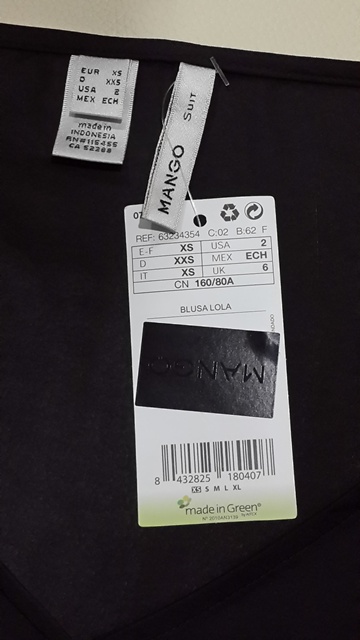 EUR XS
D XXS
USA 2
MEX ECH
made in
INDONESIA
RN#115455
CA 52288
MANGO SUIT
REF: 63234354 C:02 B:62 F
E-F XS USA 2
D XXS MEX ECH
IT XS UK 6
CN 160/80A
BLUSA LOLA
MANGO
8 432825 180407
XS S M L XL
made in Green®